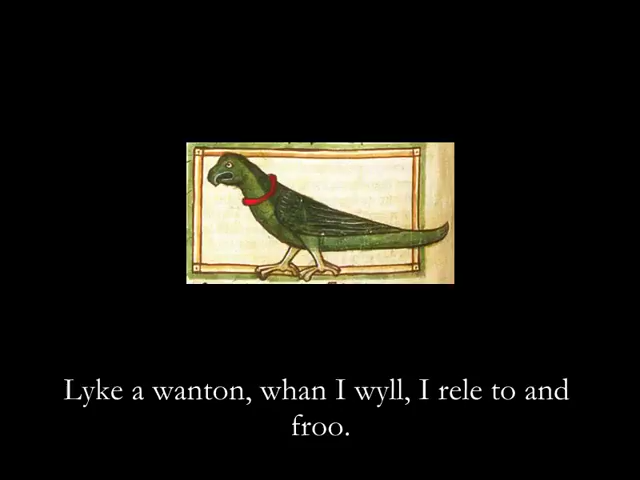 Lyke a wanton, whan I wyll, I rele to and
froo.